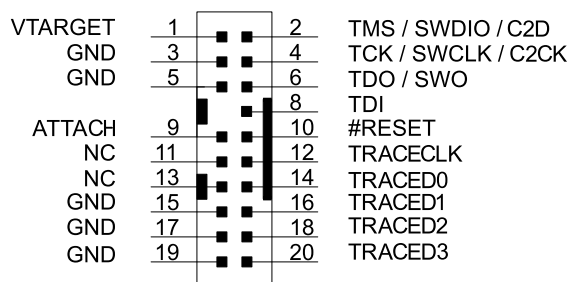 VTARGET 1 2 TMS / SWDIO / C2D
GND 3 4 TCK / SWCLK / C2CK
GND 5 6 TDO / SWO
8 TDI
ATTACH 9 10 #RESET
NC 11 12 TRACECLK
NC 13 14 TRACED0
GND 15 16 TRACED1
GND 17 18 TRACED2
GND 19 20 TRACED3